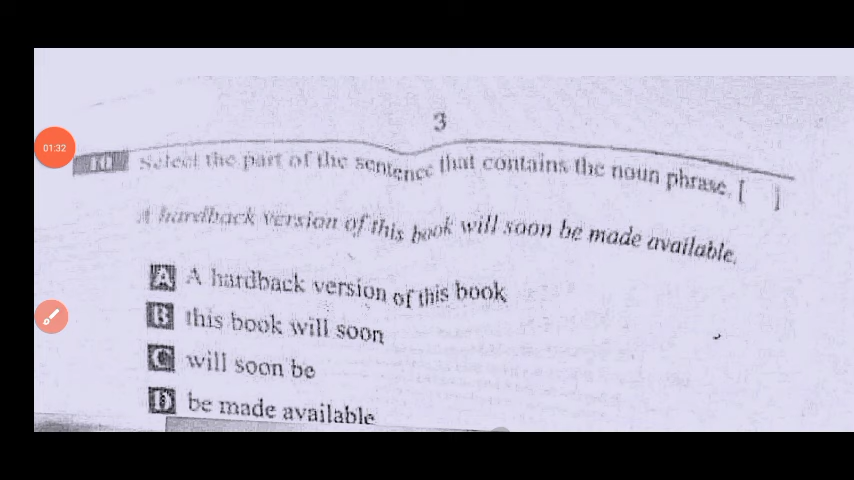 3
01:32
10 Select the part of the sentence that contains the noun phrase. [ ]
A hardback version of this book will soon be made available.
A A hardback version of this book
B this book will soon
C will soon be
D be made available